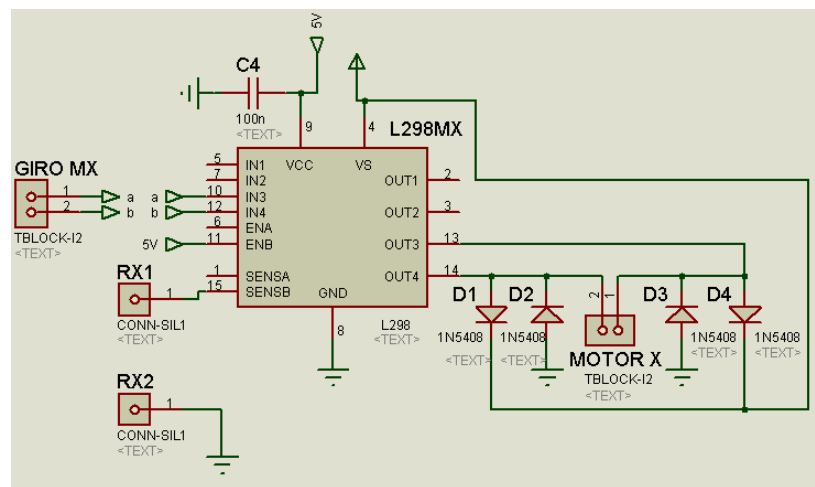 5V
C4
100n
<TEXT>
9
4
L298MX
GIRO MX
1
2
TBLOCK-I2
<TEXT>
a
b
a
b
5V
5
7
10
12
6
11
1
15
IN1
IN2
IN3
IN4
ENA
ENB
SENSA
SENSB
VCC
VS
GND
OUT1
OUT2
OUT3
OUT4
2
3
13
14
8
L298
<TEXT>
RX1
1
CONN-SIL1
<TEXT>
RX2
1
CONN-SIL1
<TEXT>
D1
1N5408
<TEXT>
D2
1N5408
<TEXT>
2
1
MOTOR X
TBLOCK-I2
<TEXT>
D3
1N5408
<TEXT>
D4
1N5408
<TEXT>